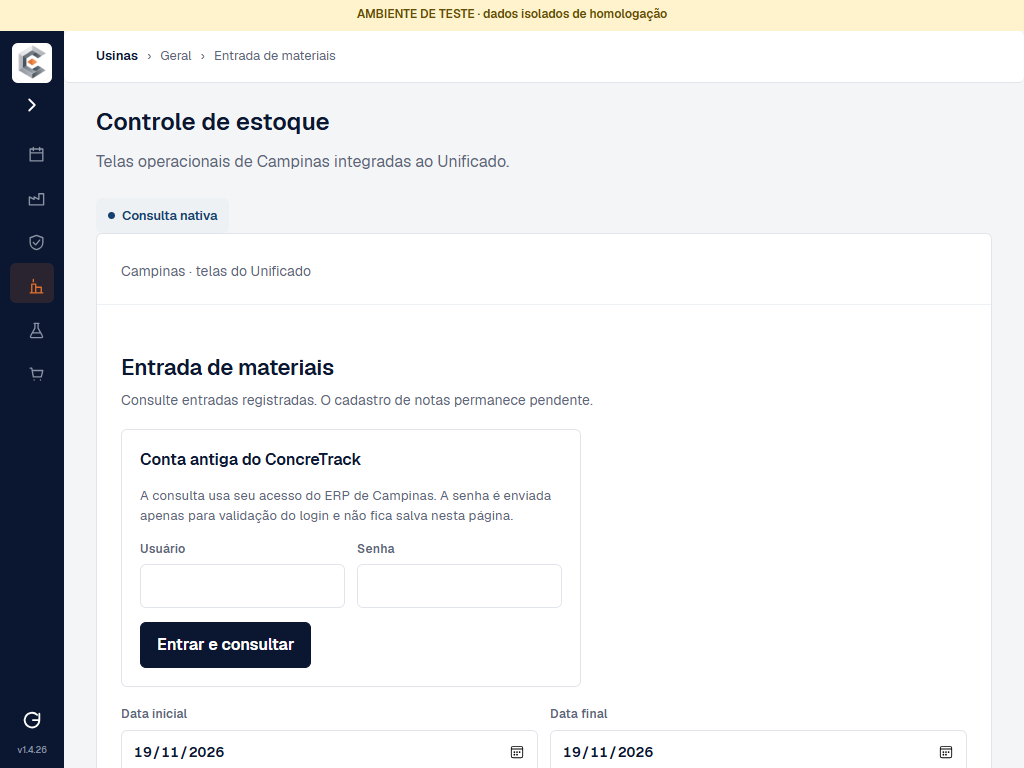 AMBIENTE DE TESTE · dados isolados de homologação
Usinas › Geral › Entrada de materiais
Controle de estoque
Telas operacionais de Campinas integradas ao Unificado.
Consulta nativa
Campinas · telas do Unificado
Entrada de materiais
Consulte entradas registradas. O cadastro de notas permanece pendente.
Conta antiga do ConcreTrack
A consulta usa seu acesso do ERP de Campinas. A senha é enviada
apenas para validação do login e não fica salva nesta página.
Usuário Senha
Entrar e consultar
Data inicial Data final
19/11/2026 19/11/2026
v1.4.26